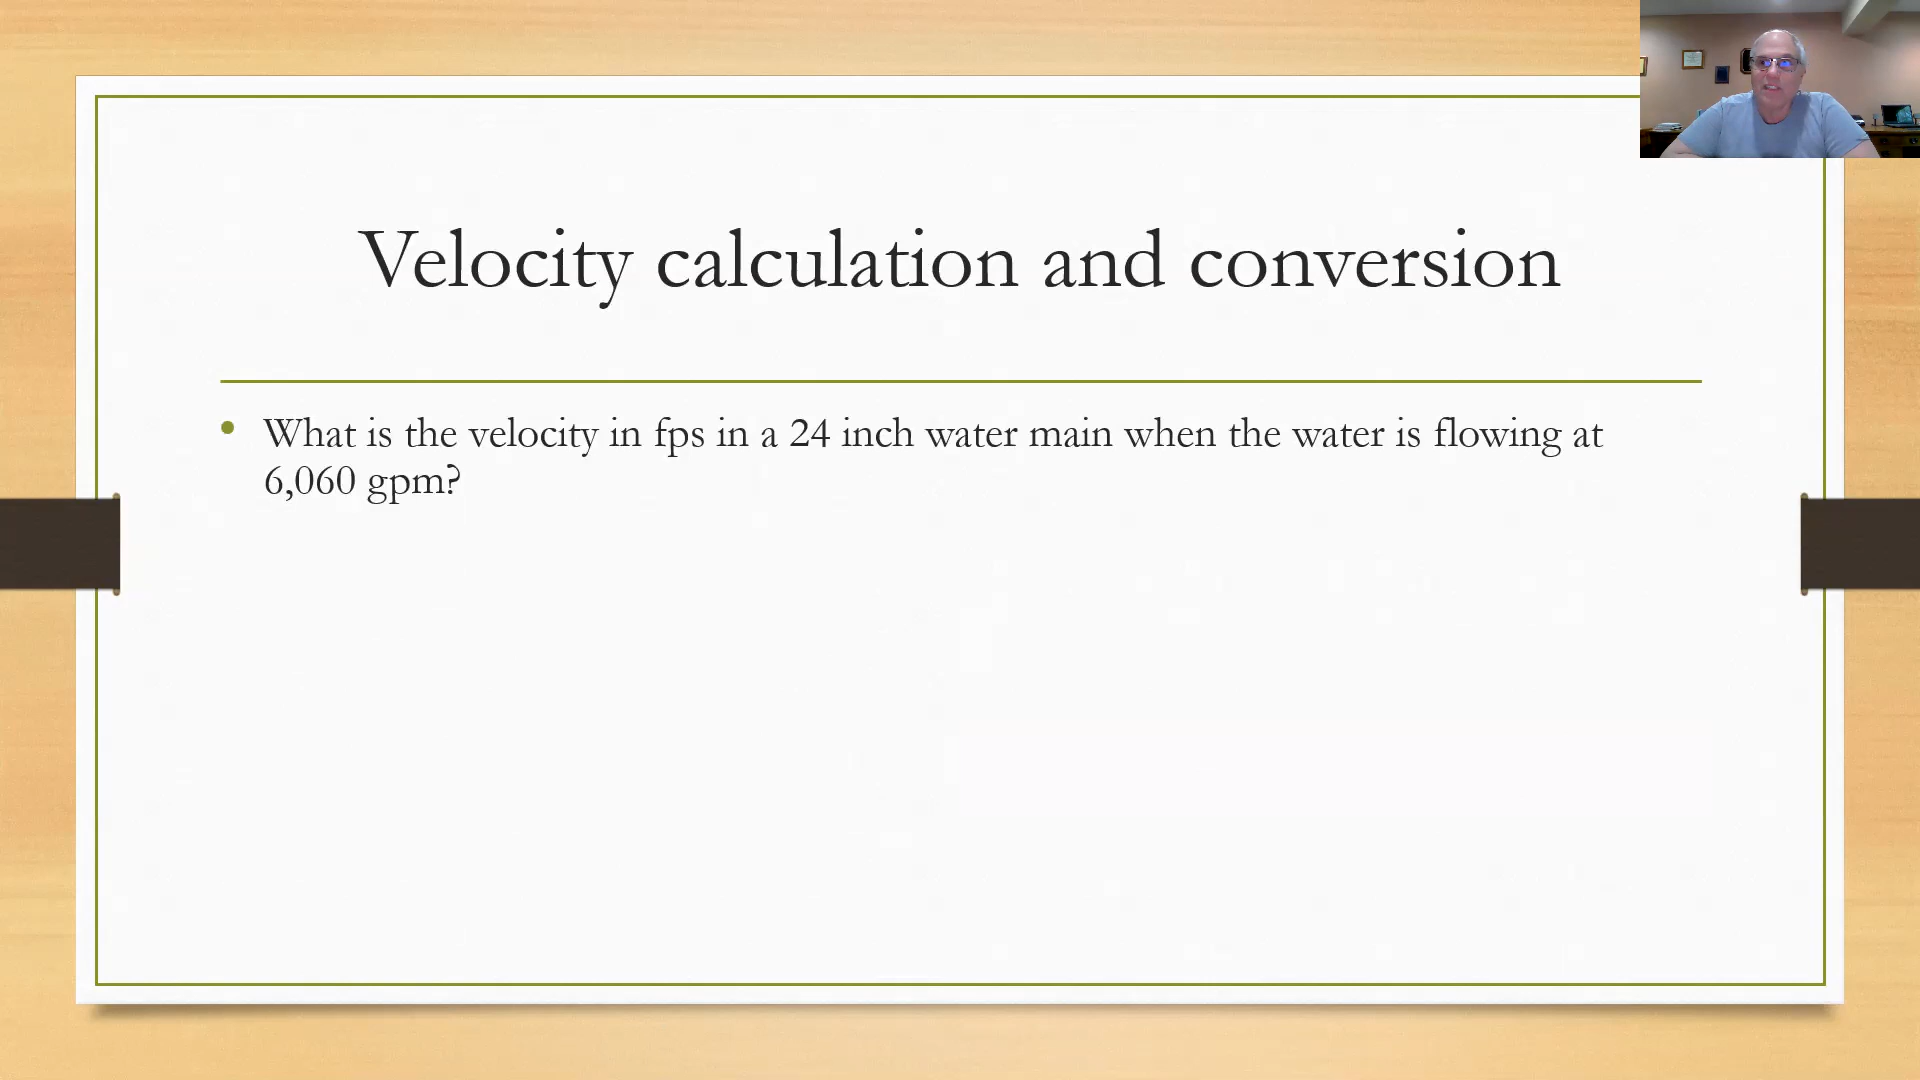 Velocity calculation and conversion
• What is the velocity in fps in a 24 inch water main when the water is flowing at
6,060 gpm?